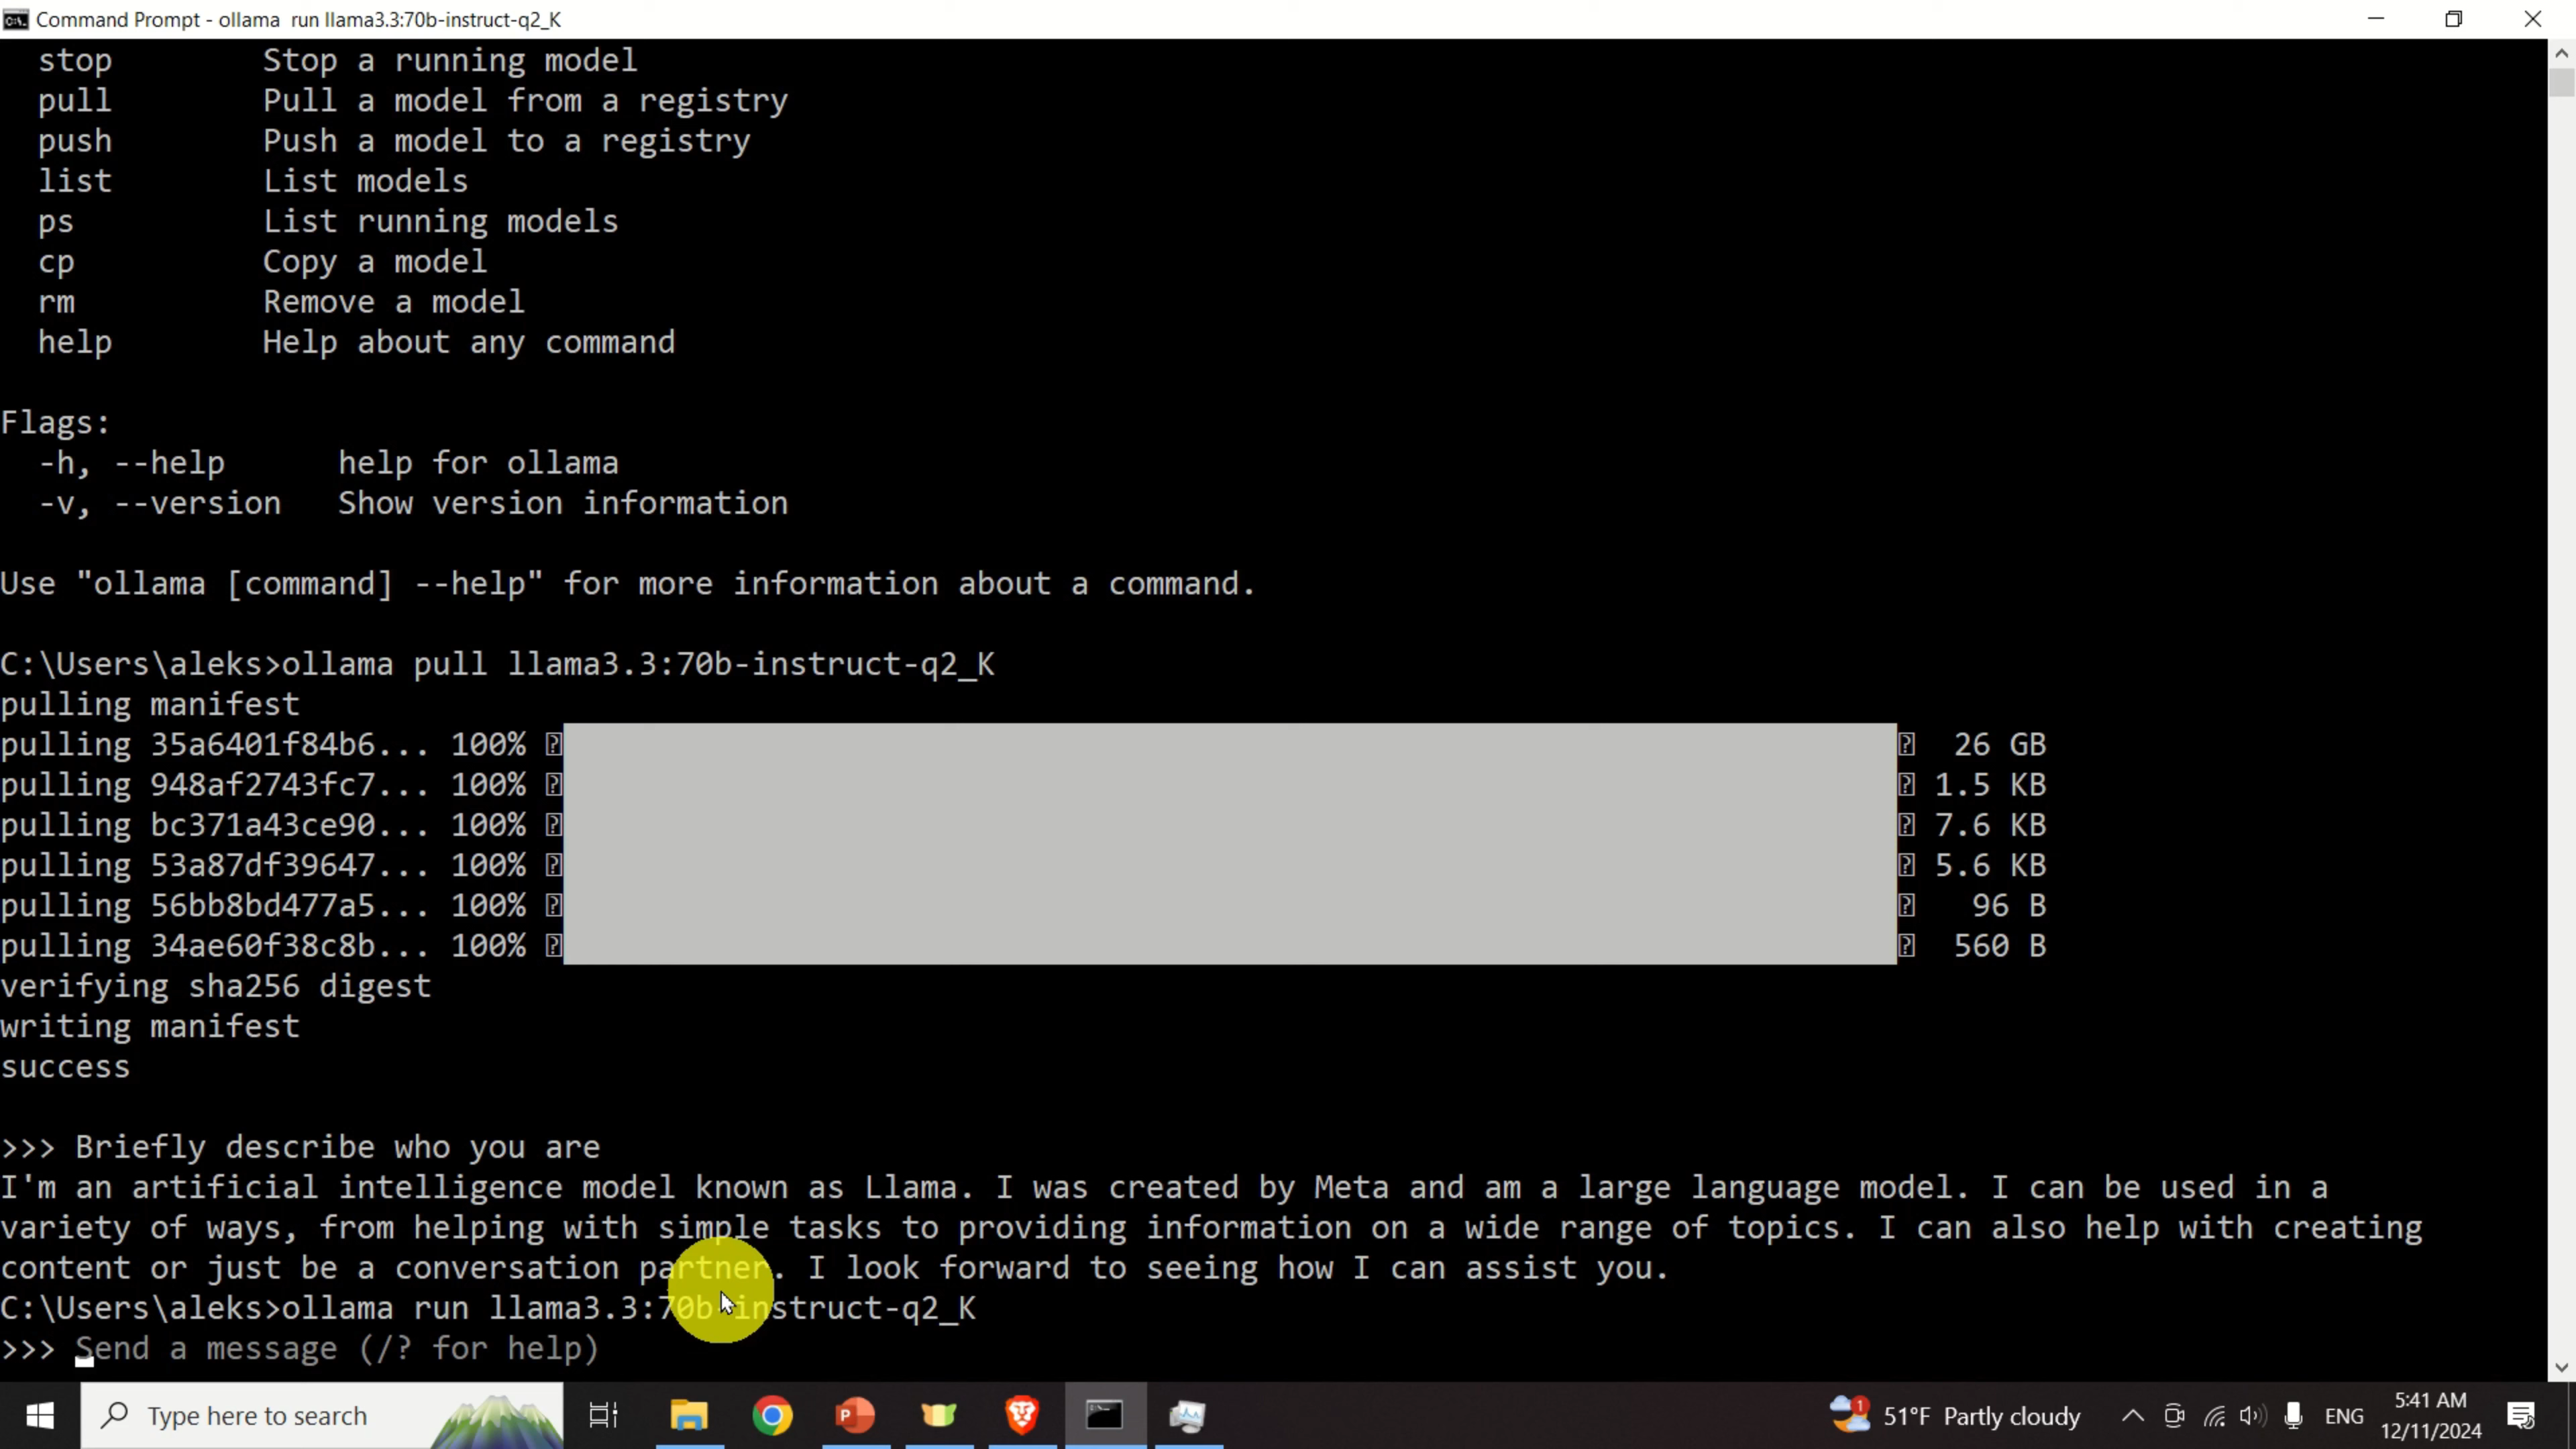 Command Prompt - ollama  run llama3.3:70b-instruct-q2_K
stop        Stop a running model
pull        Pull a model from a registry
push        Push a model to a registry
list        List models
ps          List running models
cp          Copy a model
rm          Remove a model
help        Help about any command
Flags:
-h, --help      help for ollama
-v, --version   Show version information
Use "ollama [command] --help" for more information about a command.
C:\Users\aleks>ollama pull llama3.3:70b-instruct-q2_K
pulling manifest
pulling 35a6401f84b6... 100% 26 GB
pulling 948af2743fc7... 100% 1.5 KB
pulling bc371a43ce90... 100% 7.6 KB
pulling 53a87df39647... 100% 5.6 KB
pulling 56bb8bd477a5... 100% 96 B
pulling 34ae60f38c8b... 100% 560 B
verifying sha256 digest
writing manifest
success
>>> Briefly describe who you are
I'm an artificial intelligence model known as Llama. I was created by Meta and am a large language model. I can be used in a
variety of ways, from helping with simple tasks to providing information on a wide range of topics. I can also help with creating
content or just be a conversation partner. I look forward to seeing how I can assist you.
C:\Users\aleks>ollama run llama3.3:70b-instruct-q2_K
>>> Send a message (/? for help)
Type here to search
1
51°F Partly cloudy
ENG
5:41 AM
12/11/2024